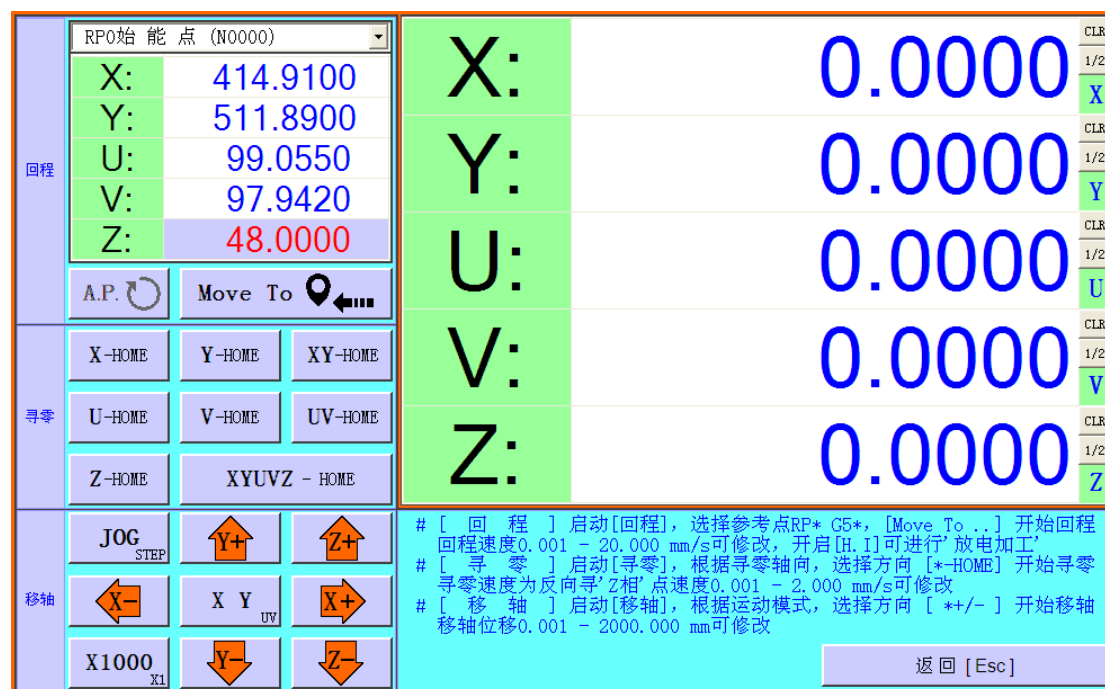 RP0始 能 点 (N0000)
X: 414.9100
Y: 511.8900
U: 99.0550
V: 97.9420
Z: 48.0000
回程
A.P. Move To
X-HOME Y-HOME XY-HOME
寻零
U-HOME V-HOME UV-HOME
Z-HOME XYUVZ - HOME
JOG STEP Y+ Z+
移轴
X- X Y UV X+
X1000 X1 Y- Z-
X: 0.0000 CLR 1/2 X
Y: 0.0000 CLR 1/2 Y
U: 0.0000 CLR 1/2 U
V: 0.0000 CLR 1/2 V
Z: 0.0000 CLR 1/2 Z
# [ 回 程 ] 启动[回程], 选择参考点RP* G5*, [Move To ..] 开始回程
回程速度0.001 - 20.000 mm/s可修改, 开启[H.I]可进行'放电加工'
# [ 寻 零 ] 启动[寻零], 根据寻零轴向, 选择方向 [*-HOME] 开始寻零
寻零速度为反向寻'Z相'点速度0.001 - 2.000 mm/s可修改
# [ 移 轴 ] 启动[移轴], 根据运动模式, 选择方向 [ *+/- ] 开始移轴
移轴位移0.001 - 2000.000 mm可修改
返回[Esc]